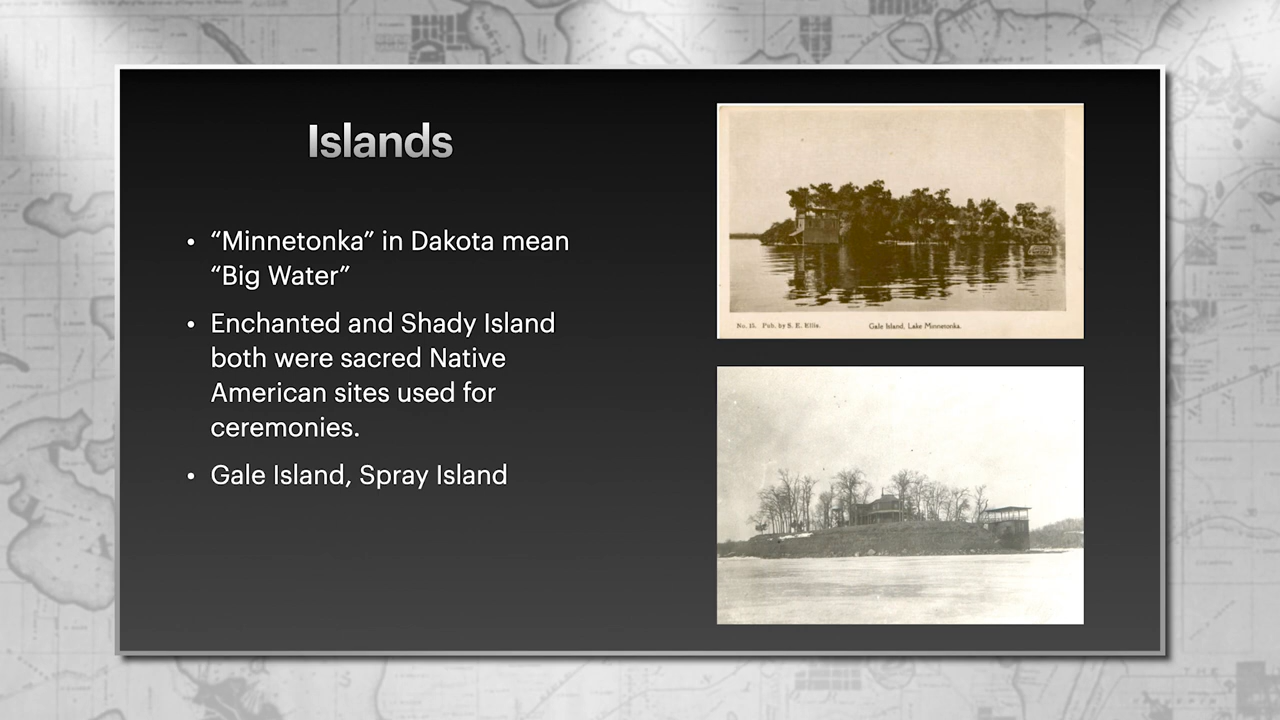 Islands
• “Minnetonka” in Dakota mean
“Big Water”
• Enchanted and Shady Island
both were sacred Native
American sites used for
ceremonies.
• Gale Island, Spray Island
No. 15. Pub. by S. E. Ellis. Gale Island, Lake Minnetonka.